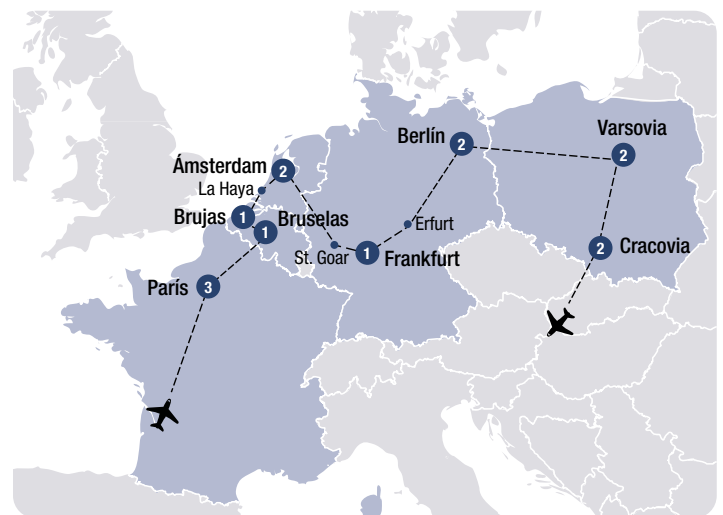 Berlín
2
Varsovia
2
Ámsterdam
2
La Haya
Brujas
1
Bruselas
1
Erfurt
St. Goar
1
Frankfurt
2
Cracovia
París
3